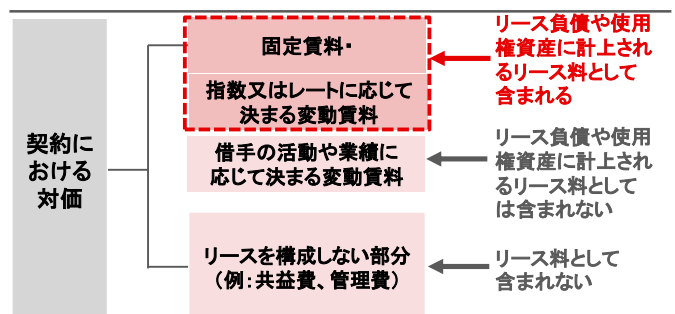 契約に
おける
対価
固定賃料・
指数又はレートに応じて
決まる変動賃料
借手の活動や業績に
応じて決まる変動賃料
リースを構成しない部分
（例：共益費、管理費）
リース負債や使用
権資産に計上され
るリース料として
含まれる
リース負債や使用
権資産に計上され
るリース料として
は含まれない
リース料として
含まれない